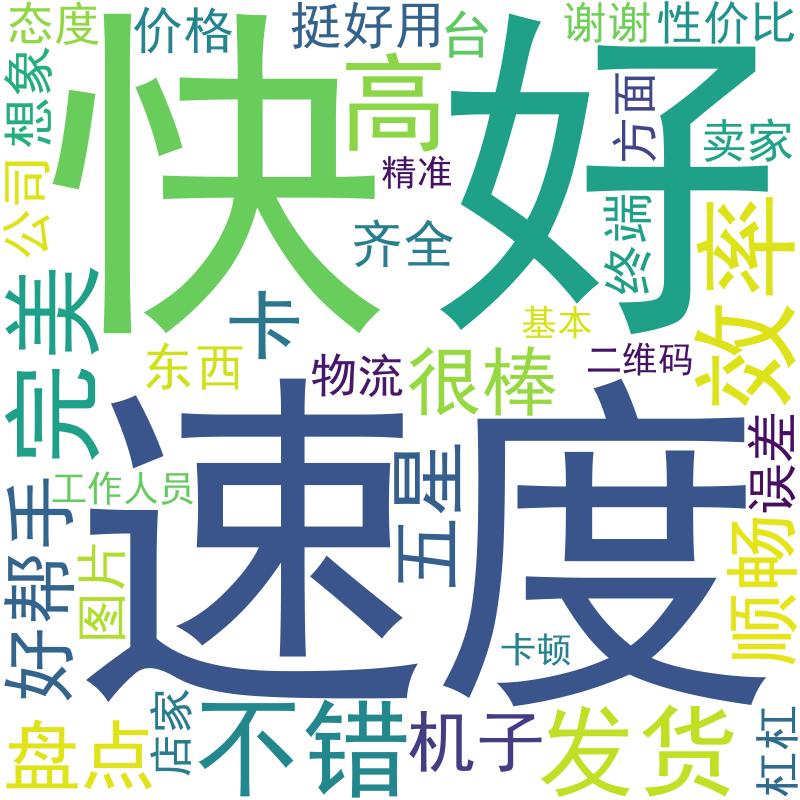 态度
价格
挺好用
台
谢谢
性价比
快
好
高
想象
方面
卖家
公司
精准
齐全
终端
效率
完美
卡
基本
东西
物流
很棒
二维码
速度
五星
误差
工作人员
好帮手
图片
顺畅
卡顿
盘点
店家
不错
机子
发货
杠杠